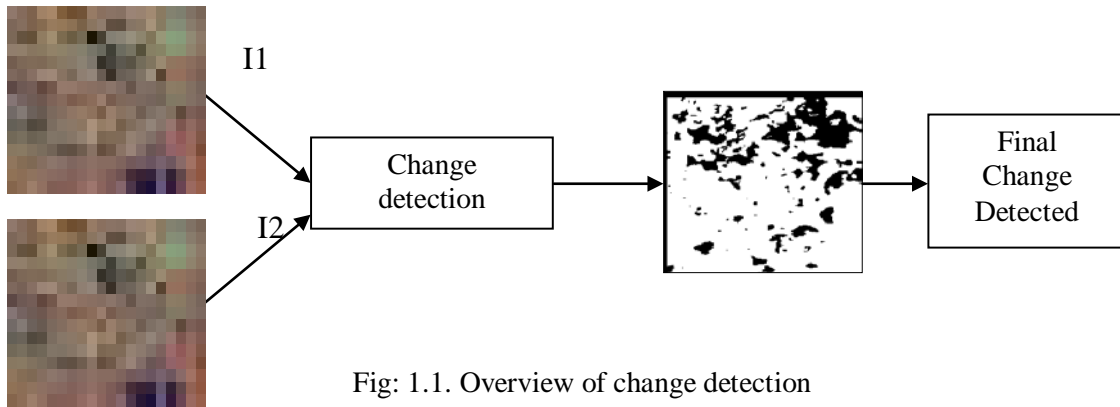 I1
Change
detection
I2
Final
Change
Detected
Fig: 1.1. Overview of change detection